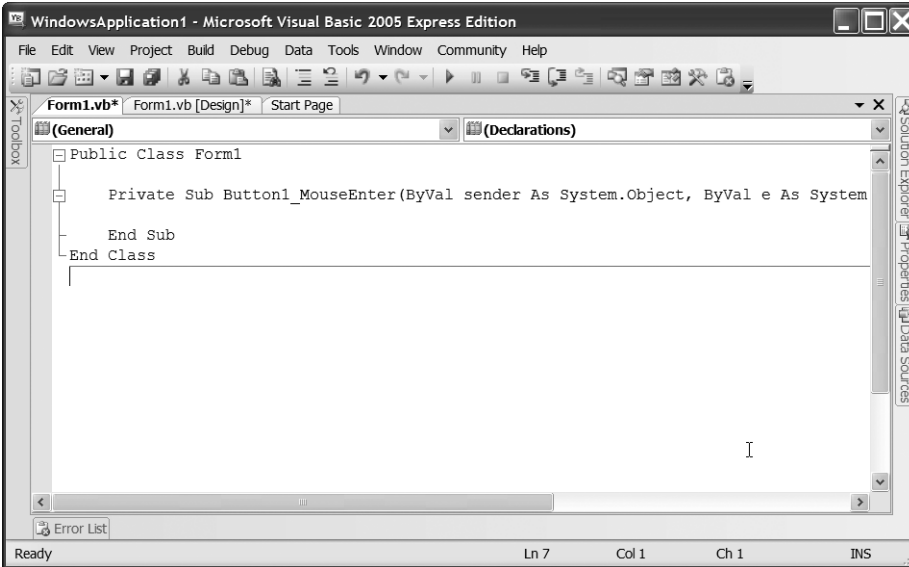 WindowsApplication1 - Microsoft Visual Basic 2005 Express Edition
File Edit View Project Build Debug Data Tools Window Community Help
Form1.vb* Form1.vb [Design]* Start Page
(General) (Declarations)
Public Class Form1
Private Sub Button1_MouseEnter(ByVal sender As System.Object, ByVal e As System
End Sub
End Class
Toolbox
Solution Explorer
Properties
Data Sources
Error List
Ready Ln 7 Col 1 Ch 1 INS